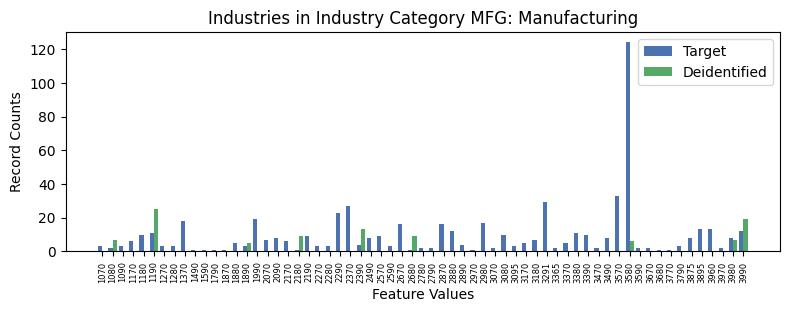 Industries in Industry Category MFG: Manufacturing
Record Counts
120
100
80
60
40
20
0
Target
Deidentified
1070 1080 1090 1170 1180 1190 1270 1280 1370 1490 1590 1790 1870 1880 1890 1990 2070 2090 2170 2180 2190 2270 2280 2290 2370 2390 2490 2570 2590 2670 2680 2780 2790 2870 2880 2890 2970 2980 3070 3080 3095 3170 3180 3291 3365 3370 3380 3390 3470 3490 3570 3580 3590 3670 3680 3770 3790 3875 3895 3960 3970 3980 3990
Feature Values